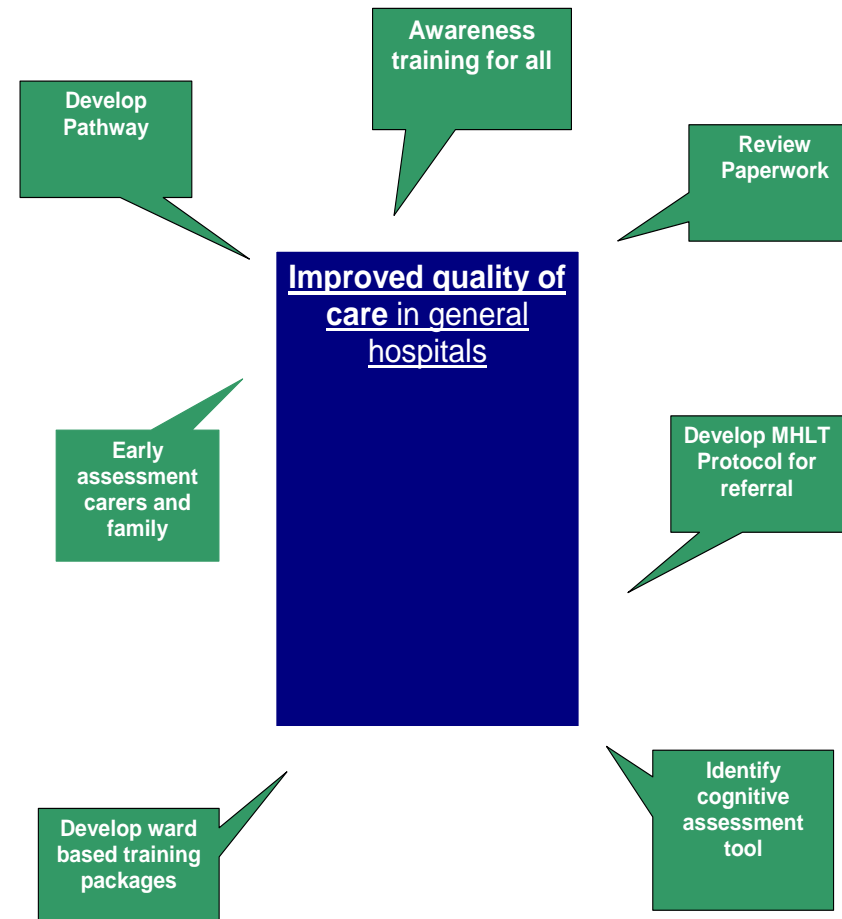 Awareness
training for all
Develop
Pathway
Review
Paperwork
Improved quality of
care in general
hospitals
Early
assessment
carers and
family
Develop MHLT
Protocol for
referral
Develop ward
based training
packages
Identify
cognitive
assessment
tool